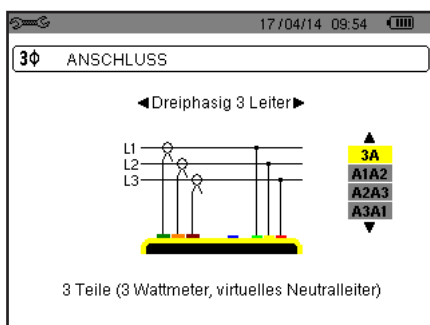 17/04/14 09:54
3ϕ ANSCHLUSS
◄Dreiphasig 3 Leiter►
L1
L2
L3
3A
A1A2
A2A3
A3A1
3 Teile (3 Wattmeter, virtuelles Neutralleiter)